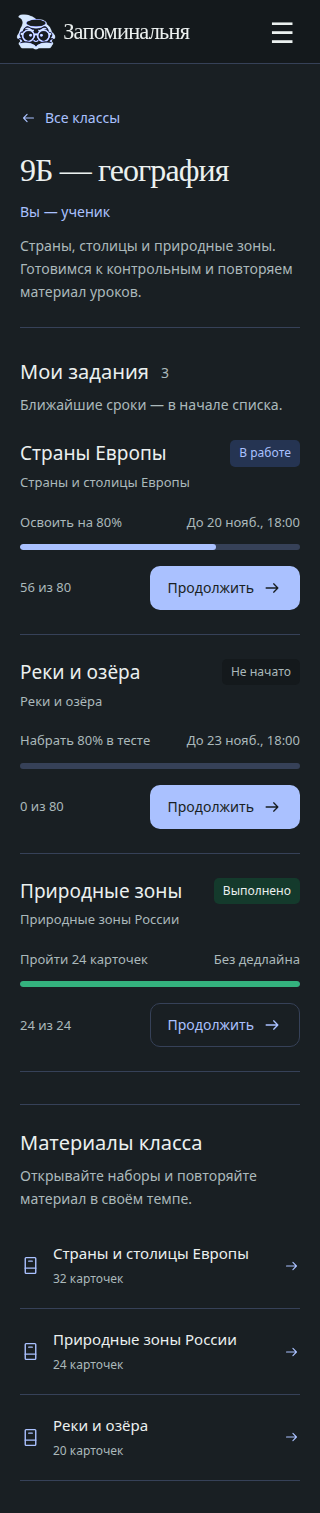 Запоминальня
Все классы
9Б — география
Вы — ученик
Страны, столицы и природные зоны.
Готовимся к контрольным и повторяем
материал уроков.
Мои задания 3
Ближайшие сроки — в начале списка.
Страны Европы В работе
Страны и столицы Европы
Освоить на 80% До 20 нояб., 18:00
56 из 80 Продолжить
Реки и озёра Не начато
Реки и озёра
Набрать 80% в тесте До 23 нояб., 18:00
0 из 80 Продолжить
Природные зоны Выполнено
Природные зоны России
Пройти 24 карточек Без дедлайна
24 из 24 Продолжить
Материалы класса
Открывайте наборы и повторяйте
материал в своём темпе.
Страны и столицы Европы
32 карточек
Природные зоны России
24 карточек
Реки и озёра
20 карточек